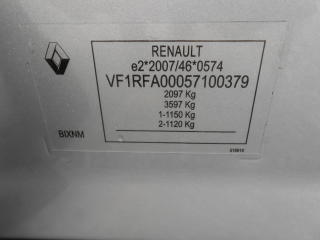 RENAULT
e2*2007/46*0574
VF1RFA00057100379
2097 Kg
3597 Kg
1-1150 Kg
2-1120 Kg
BIXNM